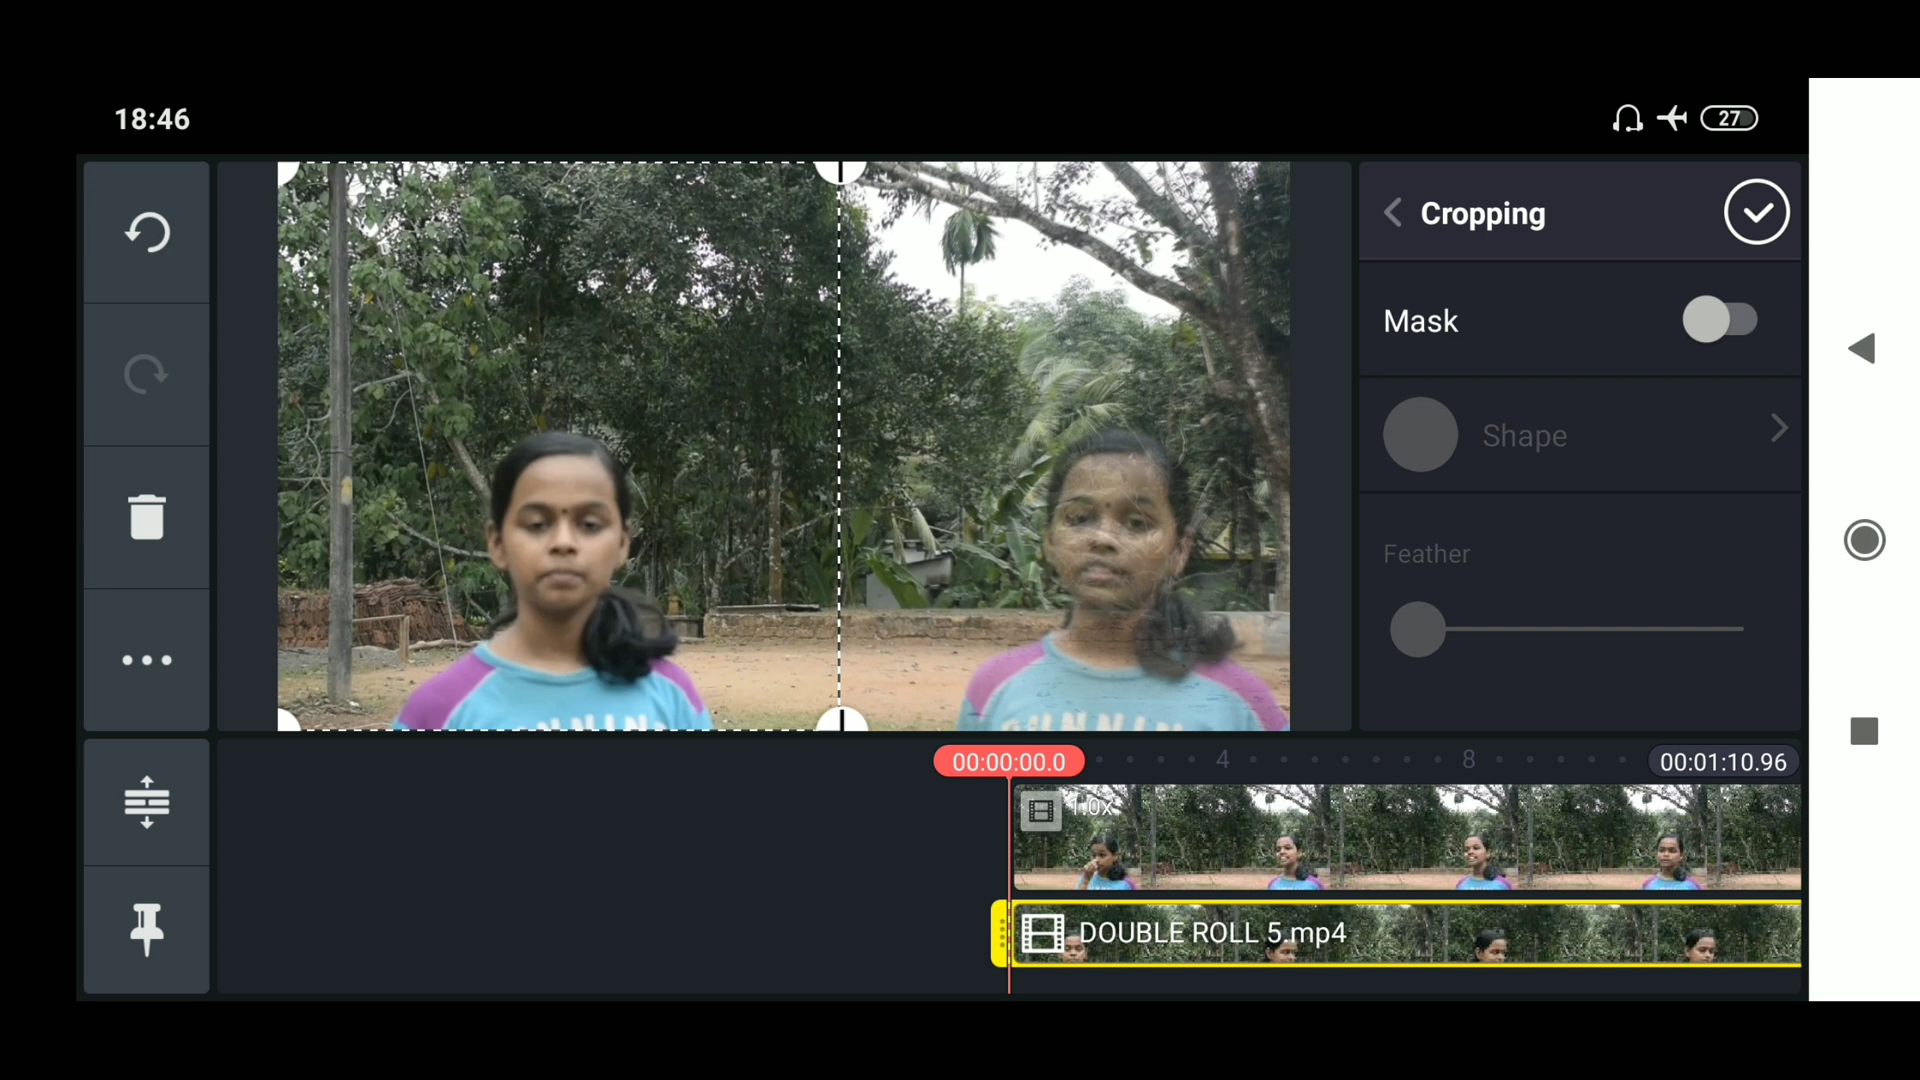 18:46
27
Cropping
Mask
Shape
Feather
00:00:00.0
4
8
00:01:10.96
1.0x
DOUBLE ROLL 5.mp4